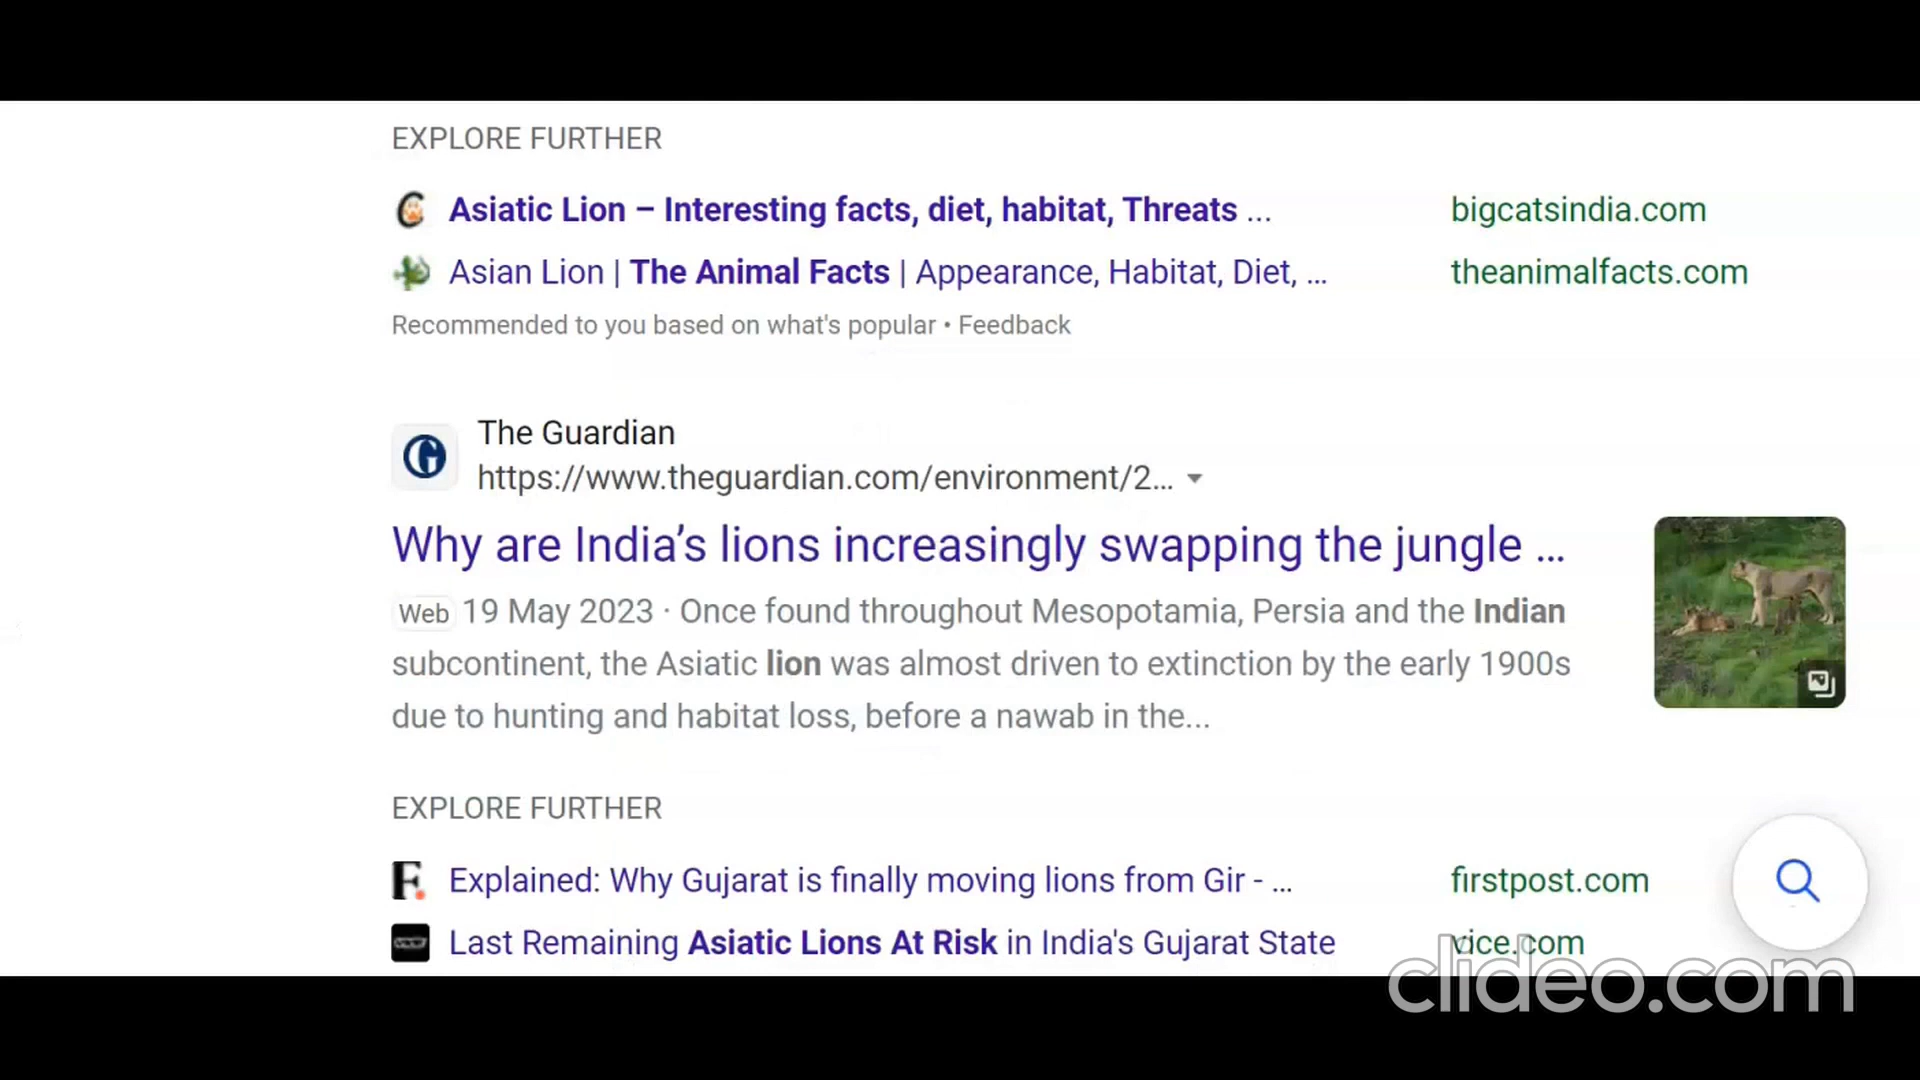 EXPLORE FURTHER
Asiatic Lion – Interesting facts, diet, habitat, Threats ... bigcatsindia.com
Asian Lion | The Animal Facts | Appearance, Habitat, Diet, ... theanimalfacts.com
Recommended to you based on what's popular • Feedback
The Guardian
https://www.theguardian.com/environment/2...
Why are India’s lions increasingly swapping the jungle ...
Web 19 May 2023 · Once found throughout Mesopotamia, Persia and the Indian
subcontinent, the Asiatic lion was almost driven to extinction by the early 1900s
due to hunting and habitat loss, before a nawab in the...
EXPLORE FURTHER
Explained: Why Gujarat is finally moving lions from Gir - ... firstpost.com
Last Remaining Asiatic Lions At Risk in India's Gujarat State vice.com
clideo.com